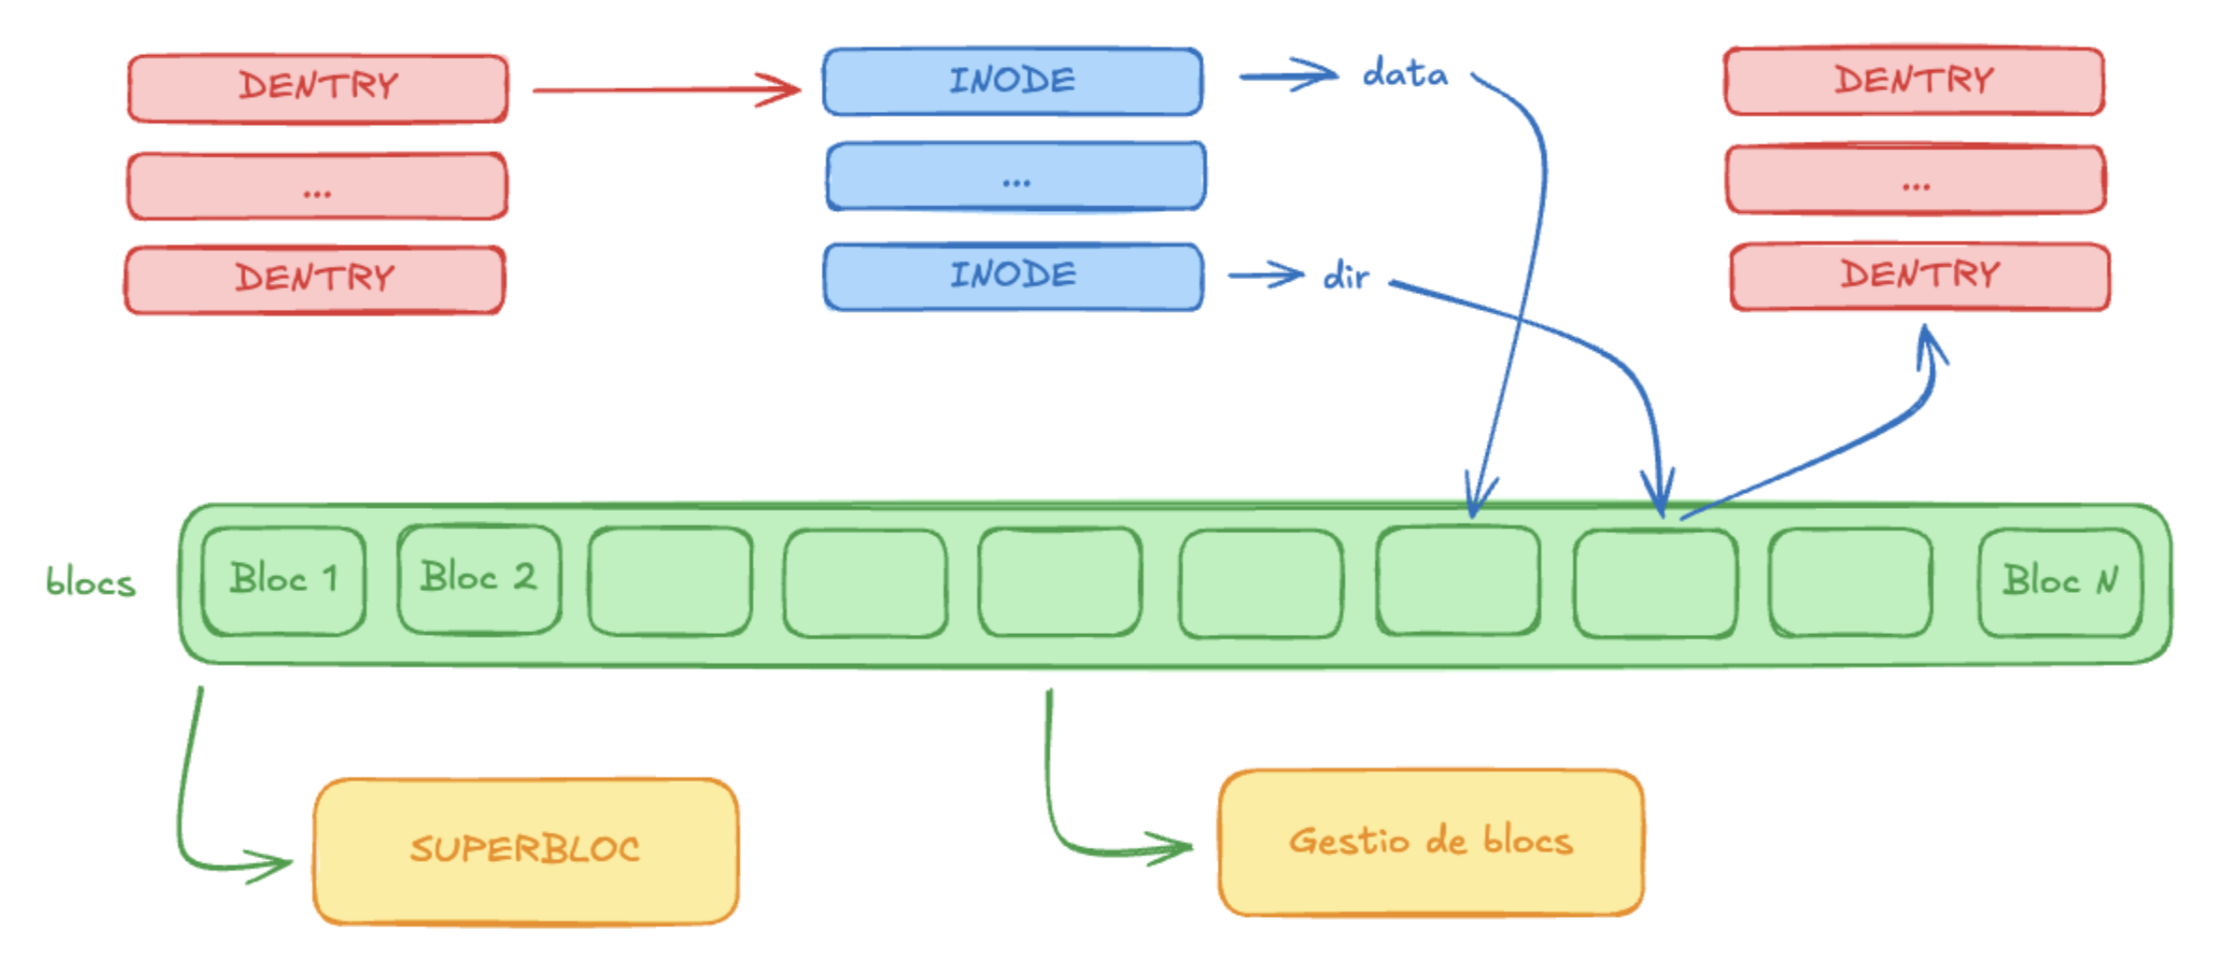 DENTRY
...
DENTRY
INODE
...
INODE
data
dir
DENTRY
...
DENTRY
blocs
Bloc 1
Bloc 2
Bloc N
SUPERBLOC
Gestio de blocs